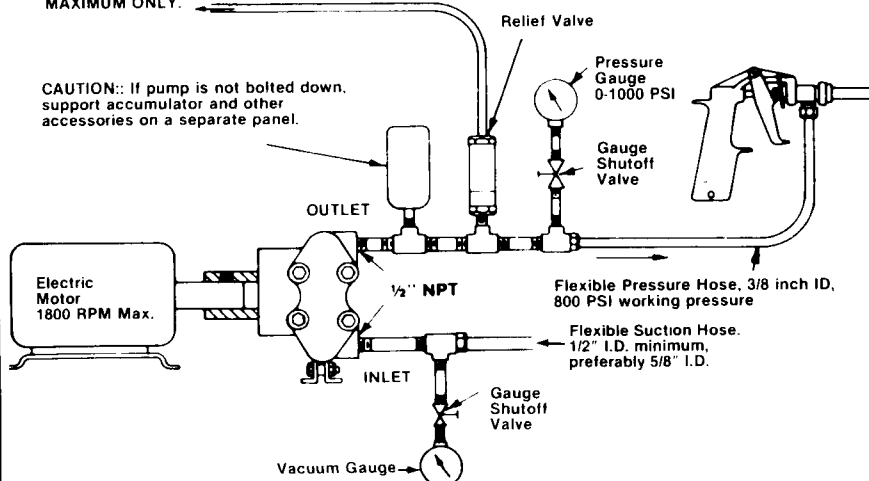 MAXIMUM ONLY.
Relief Valve
Pressure
Gauge
0-1000 PSI
CAUTION:: If pump is not bolted down,
support accumulator and other
accessories on a separate panel.
Gauge
Shutoff
Valve
OUTLET
Electric
Motor
1800 RPM Max.
½" NPT
Flexible Pressure Hose, 3/8 inch ID,
800 PSI working pressure
Flexible Suction Hose.
1/2" I.D. minimum,
preferably 5/8" I.D.
INLET
Gauge
Shutoff
Valve
Vacuum Gauge